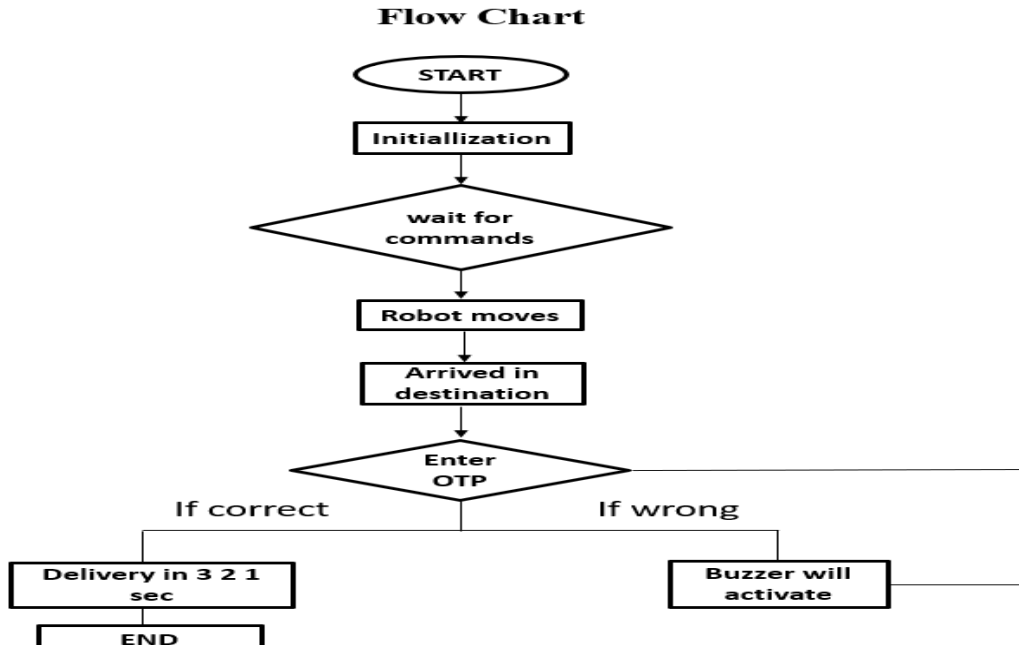 Flow Chart
START
Initiallization
wait for
commands
Robot moves
Arrived in
destination
Enter
OTP
If correct
If wrong
Delivery in 3 2 1
sec
Buzzer will
activate
END